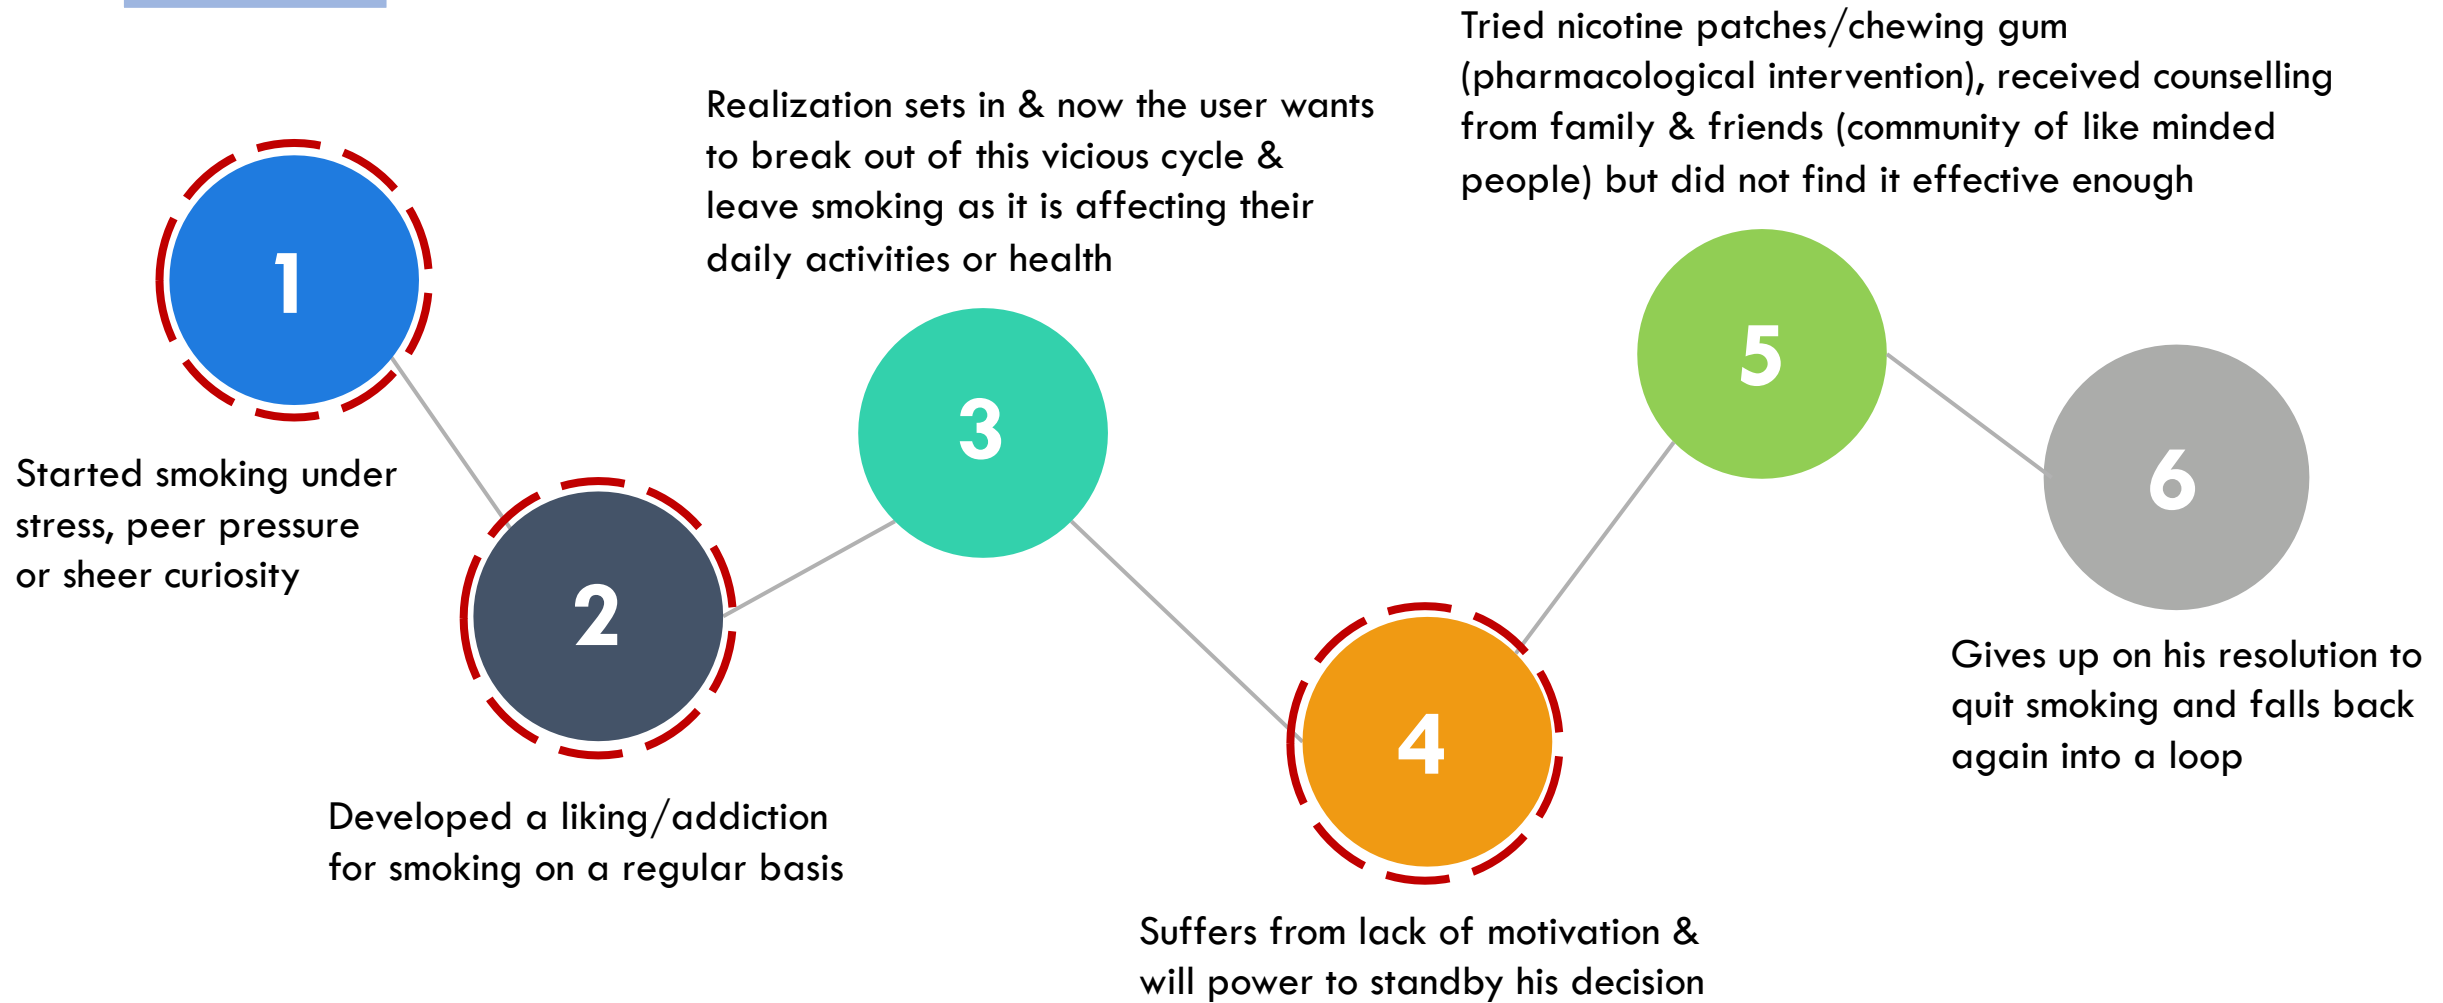 1
Started smoking under
stress, peer pressure
or sheer curiosity
2
Developed a liking/addiction
for smoking on a regular basis
Realization sets in & now the user wants
to break out of this vicious cycle &
leave smoking as it is affecting their
daily activities or health
3
4
Suffers from lack of motivation &
will power to standby his decision
Tried nicotine patches/chewing gum
(pharmacological intervention), received counselling
from family & friends (community of like minded
people) but did not find it effective enough
5
6
Gives up on his resolution to
quit smoking and falls back
again into a loop